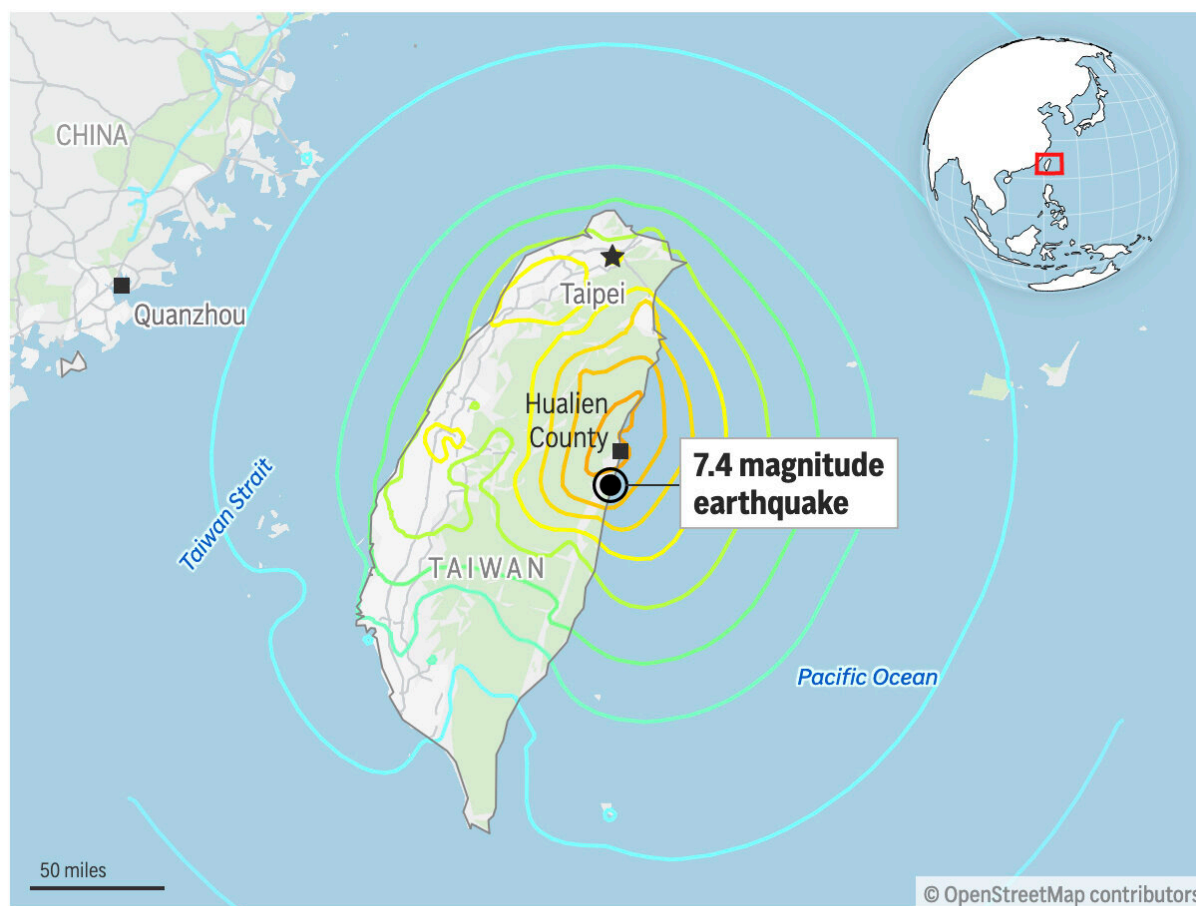 CHINA
Quanzhou
Taipei
Hualien
County
7.4 magnitude
earthquake
Taiwan Strait
TAIWAN
Pacific Ocean
50 miles
© OpenStreetMap contributors